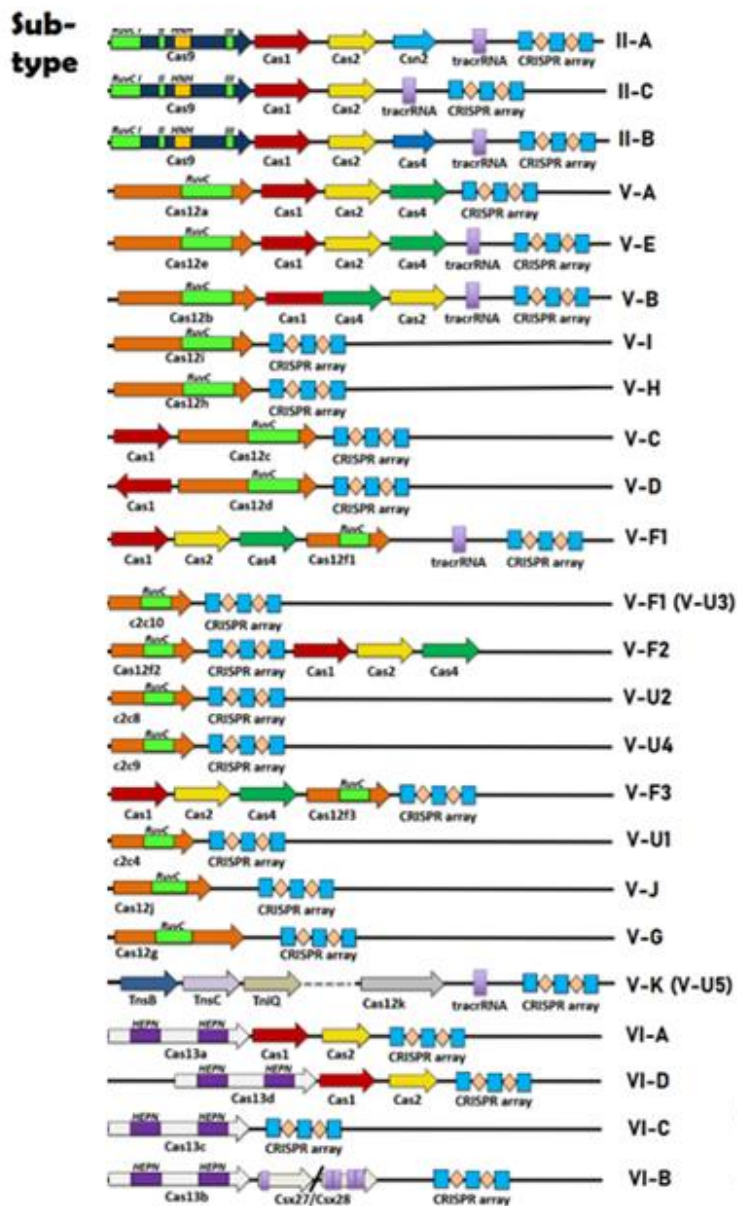 Sub-
type
RuvC I II HNH III
Cas9 Cas1 Cas2 Csn2 tracrRNA CRISPR array II-A
RuvC I II HNH III
Cas9 Cas1 Cas2 tracrRNA CRISPR array II-C
RuvC I II HNH III
Cas9 Cas1 Cas2 Cas4 tracrRNA CRISPR array II-B
RuvC
Cas12a Cas1 Cas2 Cas4 CRISPR array V-A
RuvC
Cas12e Cas1 Cas2 Cas4 tracrRNA CRISPR array V-E
RuvC
Cas12b Cas1 Cas4 Cas2 tracrRNA CRISPR array V-B
RuvC
Cas12i CRISPR array V-I
RuvC
Cas12h CRISPR array V-H
RuvC
Cas1 Cas12c CRISPR array V-C
RuvC
Cas1 Cas12d CRISPR array V-D
RuvC
Cas1 Cas2 Cas4 Cas12f1 tracrRNA CRISPR array V-F1
RuvC
c2c10 CRISPR array V-F1 (V-U3)
RuvC
Cas12f2 CRISPR array Cas1 Cas2 Cas4 V-F2
RuvC
c2c8 CRISPR array V-U2
RuvC
c2c9 CRISPR array V-U4
RuvC
Cas1 Cas2 Cas4 Cas12f3 CRISPR array V-F3
RuvC
c2c4 CRISPR array V-U1
RuvC
Cas12j CRISPR array V-J
RuvC
Cas12g CRISPR array V-G
TnsB TnsC TniQ Cas12k tracrRNA CRISPR array V-K (V-U5)
HEPN HEPN
Cas13a Cas1 Cas2 CRISPR array VI-A
HEPN HEPN
Cas13d Cas1 Cas2 CRISPR array VI-D
HEPN HEPN
Cas13c CRISPR array VI-C
HEPN HEPN
Cas13b Csx27/Csx28 CRISPR array VI-B